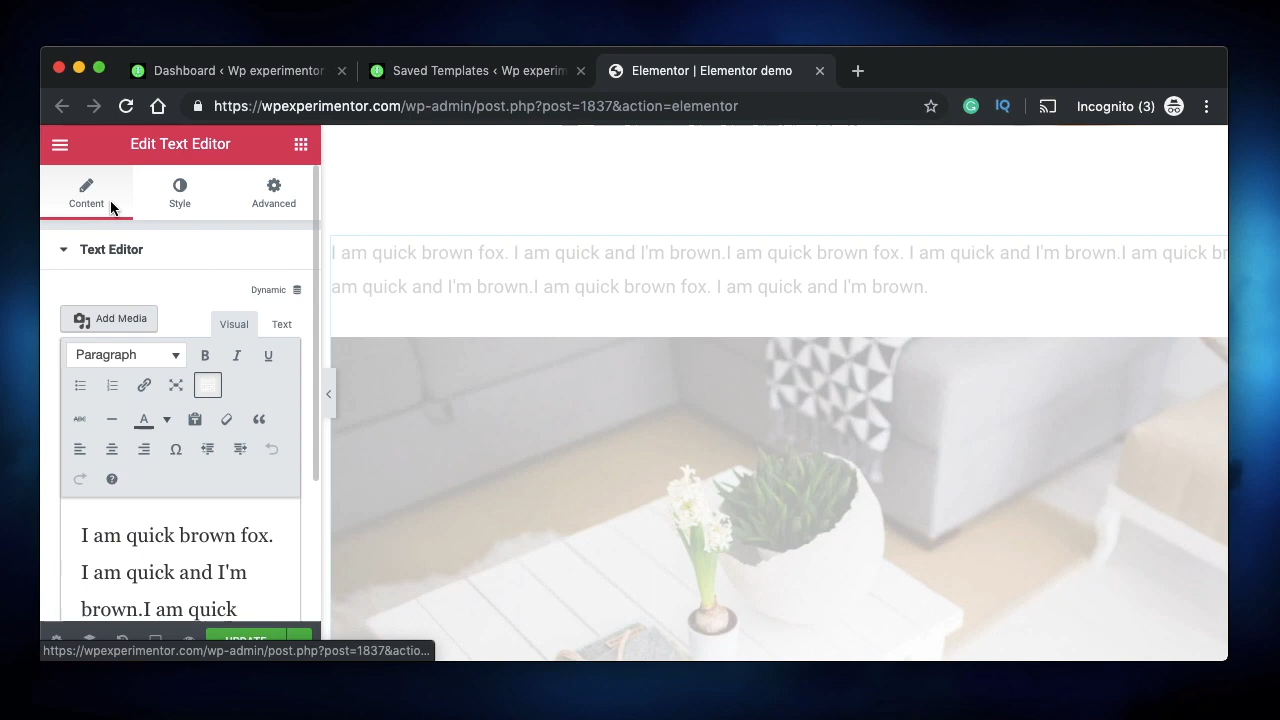 Dashboard ‹ Wp experimentor
Saved Templates ‹ Wp experim
Elementor | Elementor demo
https://wpexperimentor.com/wp-admin/post.php?post=1837&action=elementor
IQ
Incognito (3)
Edit Text Editor
Content
Style
Advanced
Text Editor
Dynamic
Add Media
Visual
Text
Paragraph
B
I
U
ABC
A
Ω
I am quick brown fox.
I am quick and I'm
brown.I am quick
UPDATE
https://wpexperimentor.com/wp-admin/post.php?post=1837&actio...
I am quick brown fox. I am quick and I'm brown.I am quick brown fox. I am quick and I'm brown.I am quick br
am quick and I'm brown.I am quick brown fox. I am quick and I'm brown.